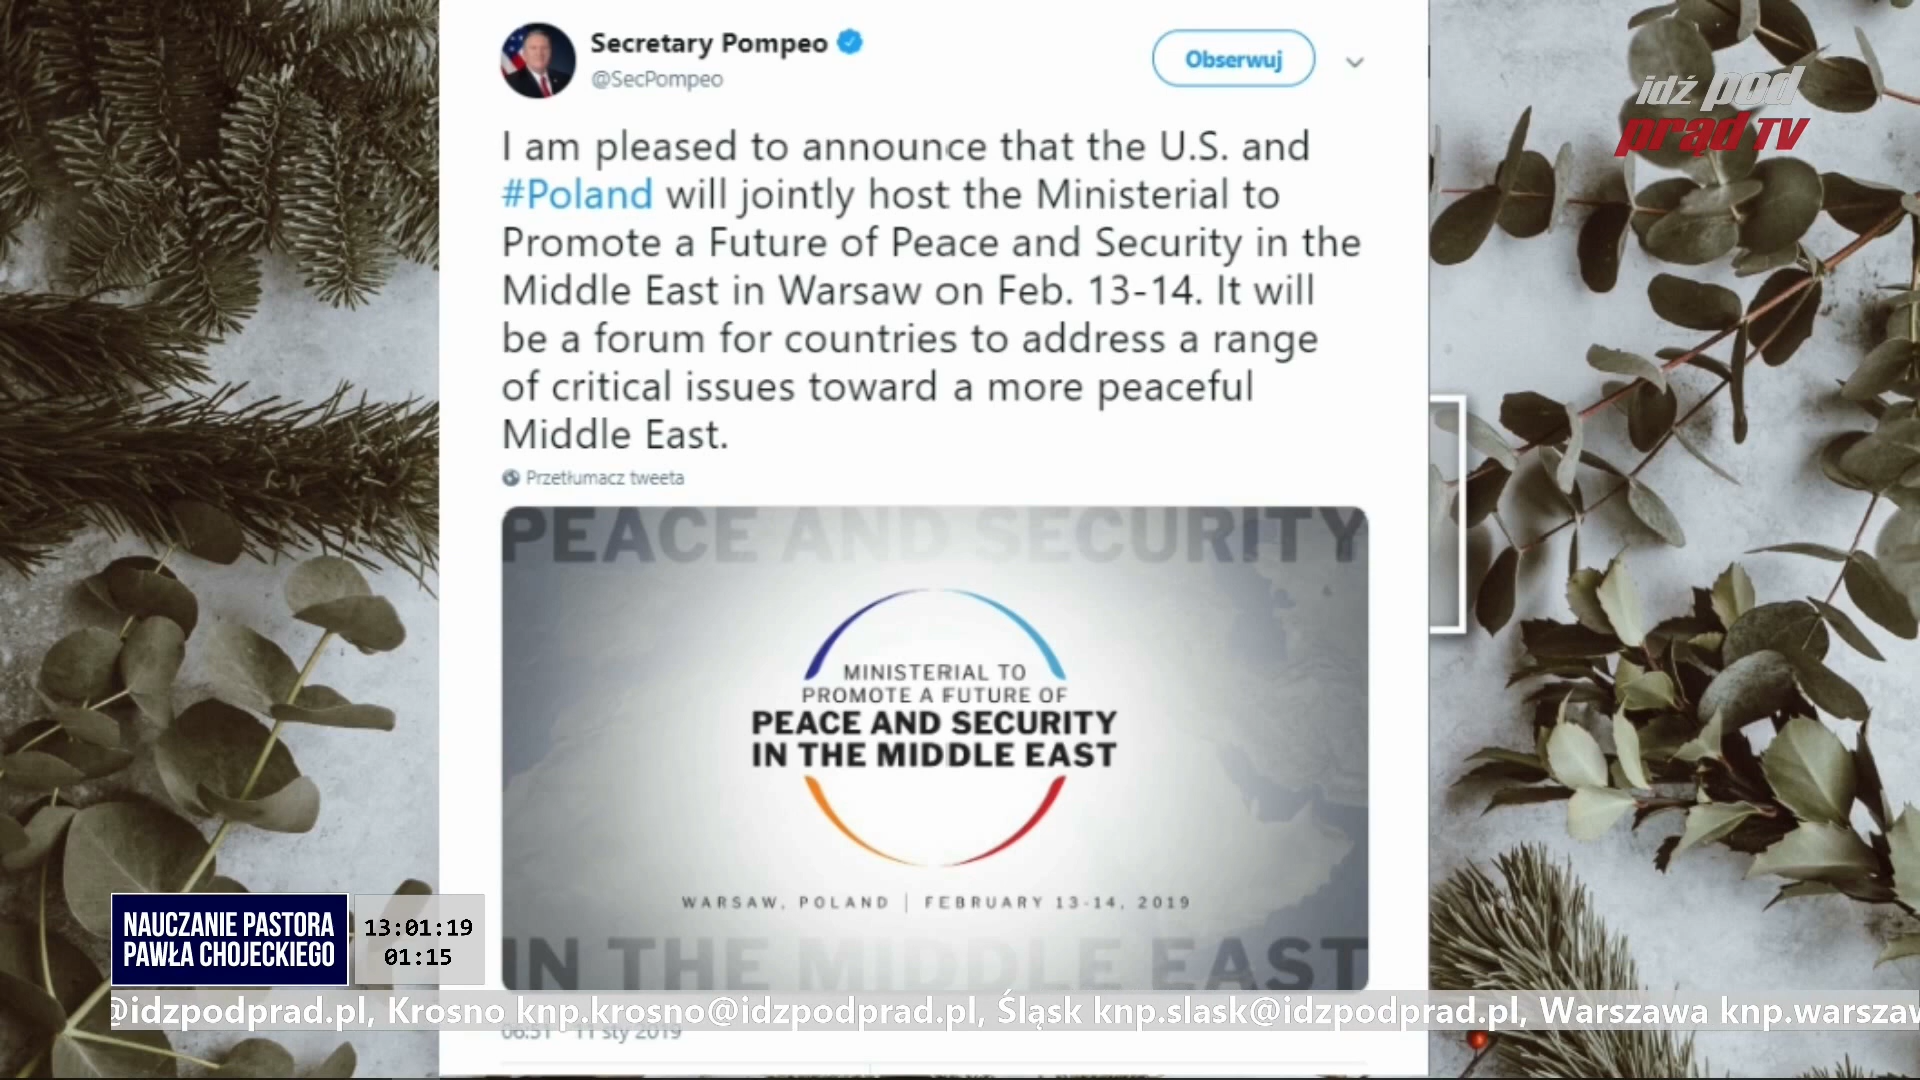 Secretary Pompeo
@SecPompeo
Obserwuj
idź pod
prąd TV
I am pleased to announce that the U.S. and
#Poland will jointly host the Ministerial to
Promote a Future of Peace and Security in the
Middle East in Warsaw on Feb. 13-14. It will
be a forum for countries to address a range
of critical issues toward a more peaceful
Middle East.
Przetłumacz tweeta
PEACE AND SECURITY
MINISTERIAL TO
PROMOTE A FUTURE OF
PEACE AND SECURITY
IN THE MIDDLE EAST
WARSAW, POLAND | FEBRUARY 13-14, 2019
IN THE MIDDLE EAST
NAUCZANIE PASTORA
PAWŁA CHOJECKIEGO
13:01:19
01:15
@idzpodprad.pl, Krosno knp.krosno@idzpodprad.pl, Śląsk knp.slask@idzpodprad.pl, Warszawa knp.warszaw
06:51 - 11 sty 2019